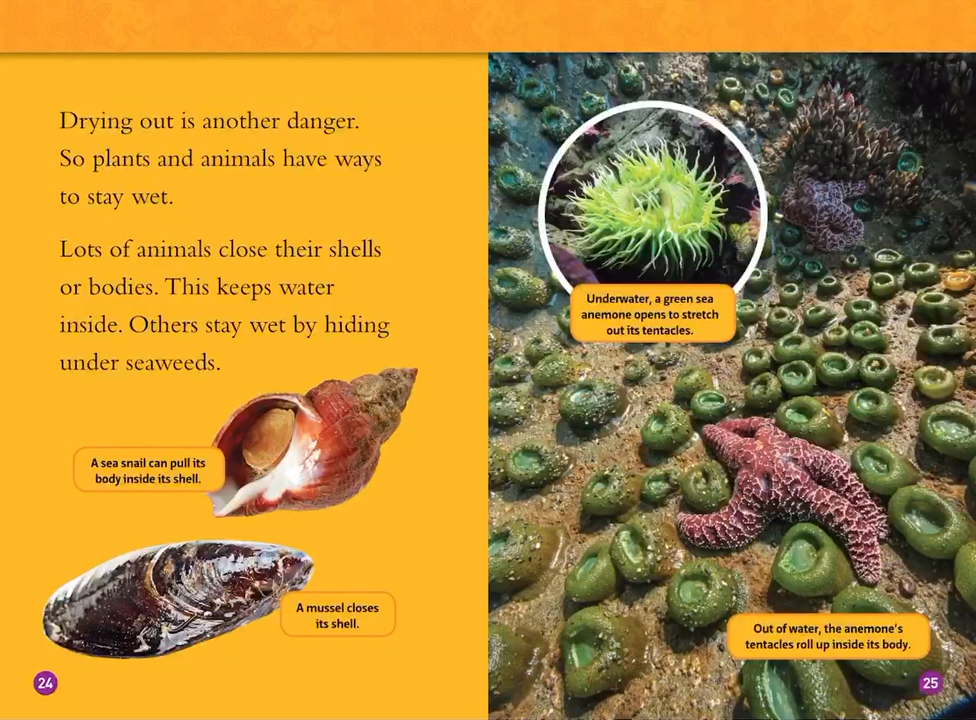 Drying out is another danger.
So plants and animals have ways
to stay wet.
Lots of animals close their shells
or bodies. This keeps water
inside. Others stay wet by hiding
under seaweeds.
A sea snail can pull its
body inside its shell.
A mussel closes
its shell.
24
Underwater, a green sea
anemone opens to stretch
out its tentacles.
Out of water, the anemone's
tentacles roll up inside its body.
25